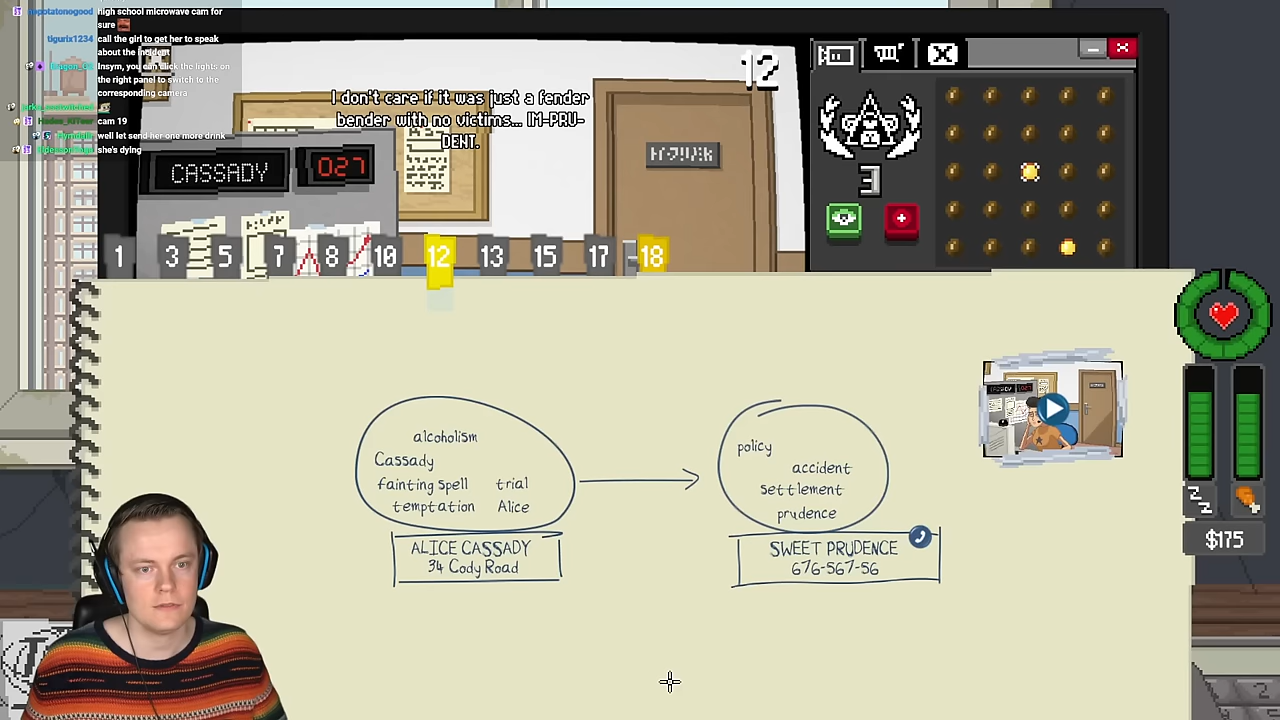 high school microwave cam for
sure
tigurix1234
call the girl to get her to speak
about the incident
Insym, you can click the lights on
the right panel to switch to the
corresponding camera
cam 19
well let send her one more drink
she's dying
12
I don't care if it was just a fender
bender with no victims... IM-PRU-
DENT.
CASSADY
027
3
1 3 5 7 8 10 12 13 15 17 18
alcoholism
Cassady
fainting spell trial
temptation Alice
ALICE CASSADY
34 Cody Road
policy
accident
settlement
prudence
SWEET PRUDENCE
676-567-56
$175